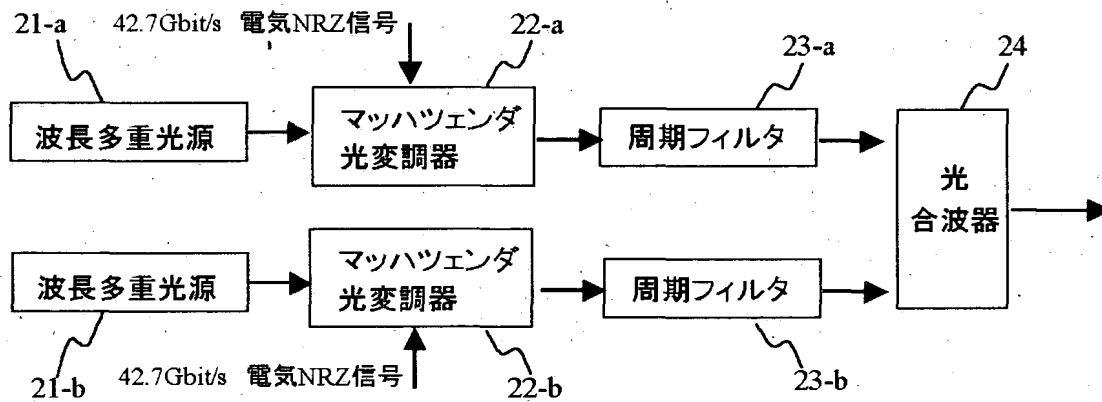 21-a 42.7Gbit/s 電気NRZ信号 22-a 23-a 24
波長多重光源
マッハツェンダ
光変調器
周期フィルタ
光
合波器
波長多重光源
マッハツェンダ
光変調器
周期フィルタ
21-b 42.7Gbit/s 電気NRZ信号 22-b 23-b